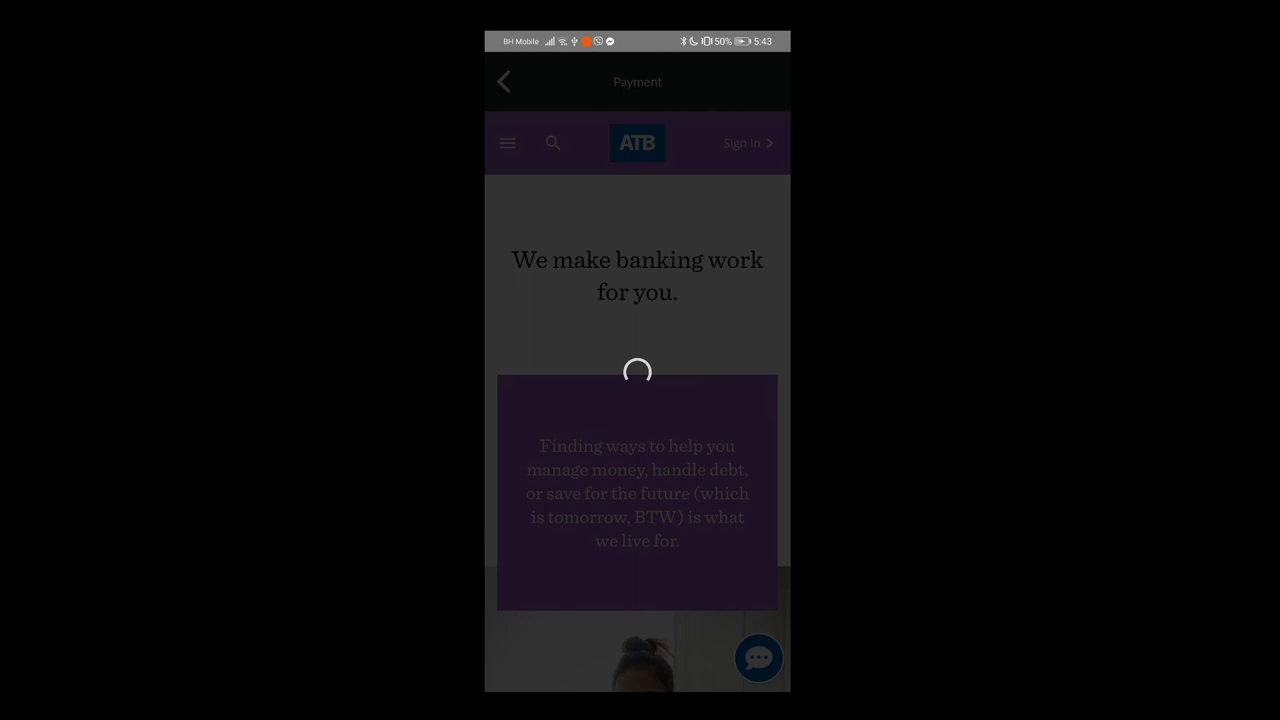 BH Mobile 50% 5:43
Payment
ATB Sign in
We make banking work
for you.
Finding ways to help you
manage money, handle debt,
or save for the future (which
is tomorrow, BTW) is what
we live for.